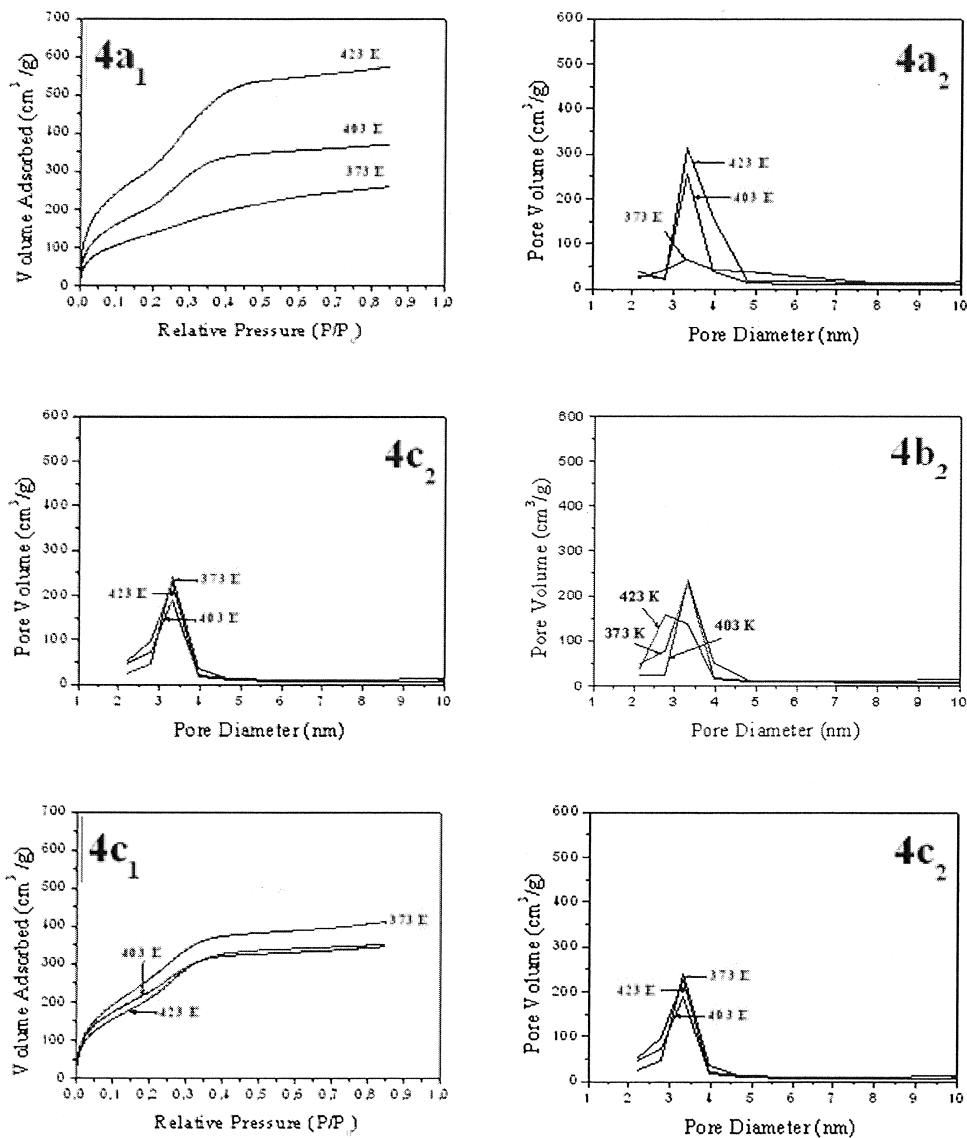 700
600
500
400
300
200
100
0
Volume Adsorbed (cm³/g)
4a₁
423 E
403 E
373 E
0,0 0,1 0,2 0,3 0,4 0,5 0,6 0,7 0,8 0,9 1,0
Relative Pressure (P/Pₒ)
600
500
400
300
200
100
0
Pore Volume (cm³/g)
4a₂
423 E
403 E
373 E
1 2 3 4 5 6 7 8 9 10
Pore Diameter (nm)
600
500
400
300
200
100
0
Pore Volume (cm³/g)
4c₂
373 E
423 E
403 E
1 2 3 4 5 6 7 8 9 10
Pore Diameter (nm)
600
500
400
300
200
100
0
Pore Volume (cm³/g)
4b₂
423 K
373 K
403 K
1 2 3 4 5 6 7 8 9 10
Pore Diameter (nm)
700
600
500
400
300
200
100
0
Volume Adsorbed (cm³/g)
4c₁
373 E
403 E
423 E
0,0 0,1 0,2 0,3 0,4 0,5 0,6 0,7 0,8 0,9 1,0
Relative Pressure (P/Pₒ)
600
500
400
300
200
100
0
Pore Volume (cm³/g)
4c₂
373 E
423 E
403 E
1 2 3 4 5 6 7 8 9 10
Pore Diameter (nm)